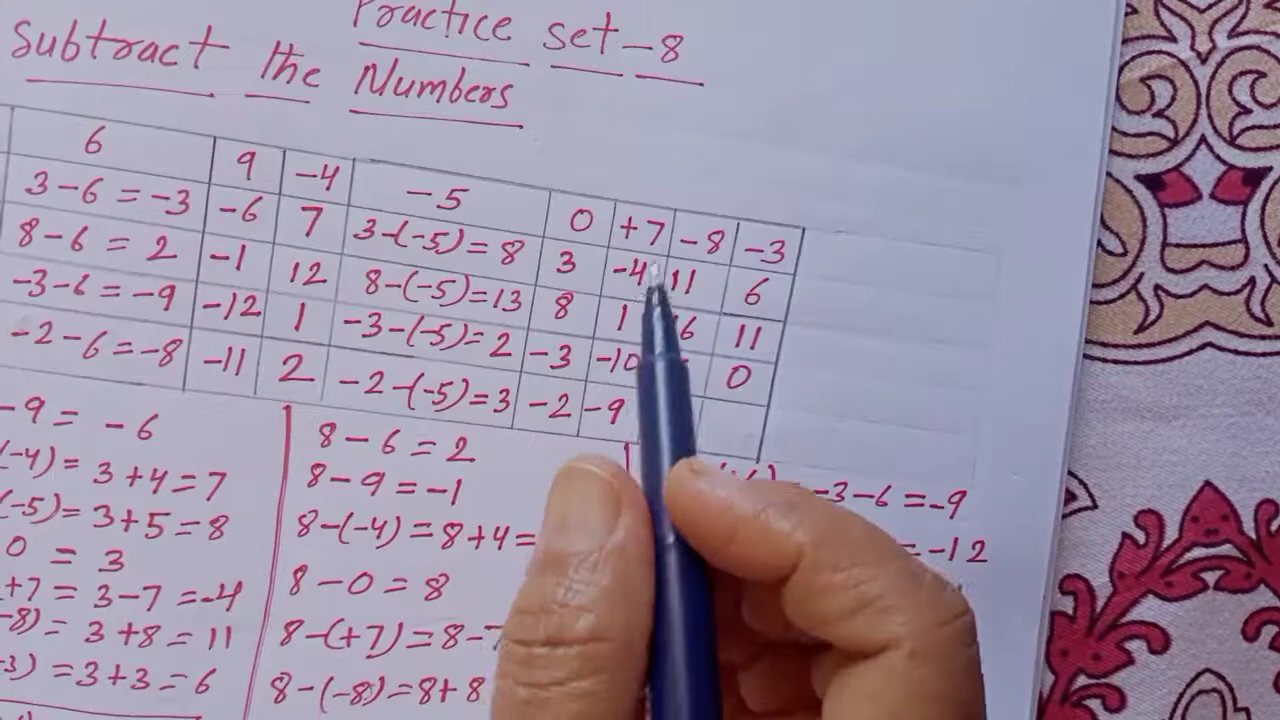 Practice set-8
Subtract the Numbers
6 9 -4 -5 0 +7 -8 -3
3-6=-3 -6 7 3-(-5)=8 3 -4 11 6
8-6=2 -1 12 8-(-5)=13 8 1 6 11
-3-6=-9 -12 1 -3-(-5)=2 -3 -10 0
-2-6=-8 -11 2 -2-(-5)=3 -2 -9
-9= -6
(-4)=3+4=7
(-5)=3+5=8
0 = 3
+7 = 3-7=-4
-8)= 3+8=11
-3) =3+3=6
8-6=2
8-9=-1
8-(-4)=8+4=
8-0=8
8-(+7)=8-7
8-(-8)=8+8
=-3-6=-9
=-12